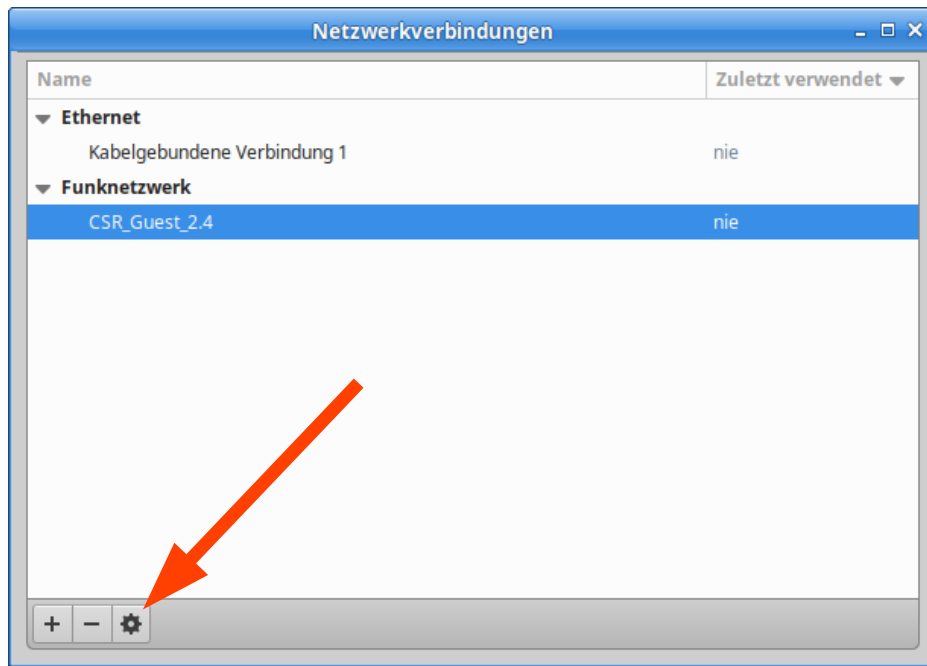 Netzwerkverbindungen
Name Zuletzt verwendet
Ethernet
Kabelgebundene Verbindung 1 nie
Funknetzwerk
CSR_Guest_2.4 nie